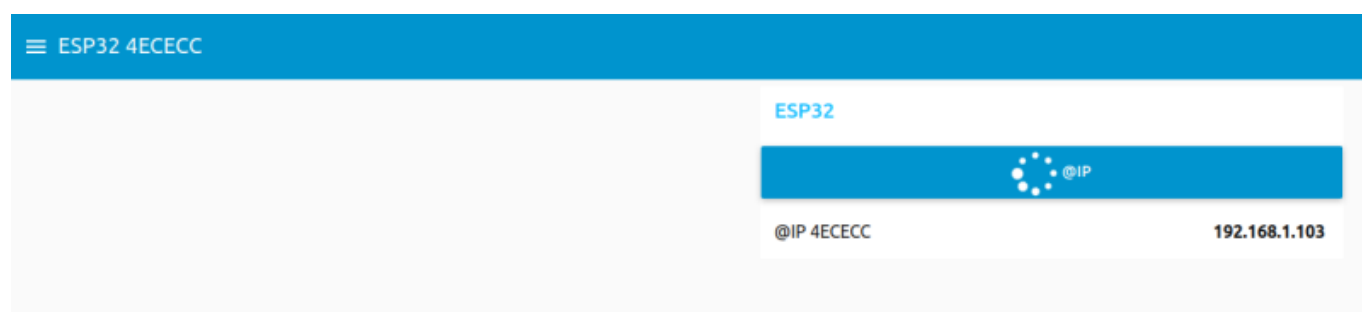 ESP32 4ECECC
ESP32
@IP
@IP 4ECECC 192.168.1.103